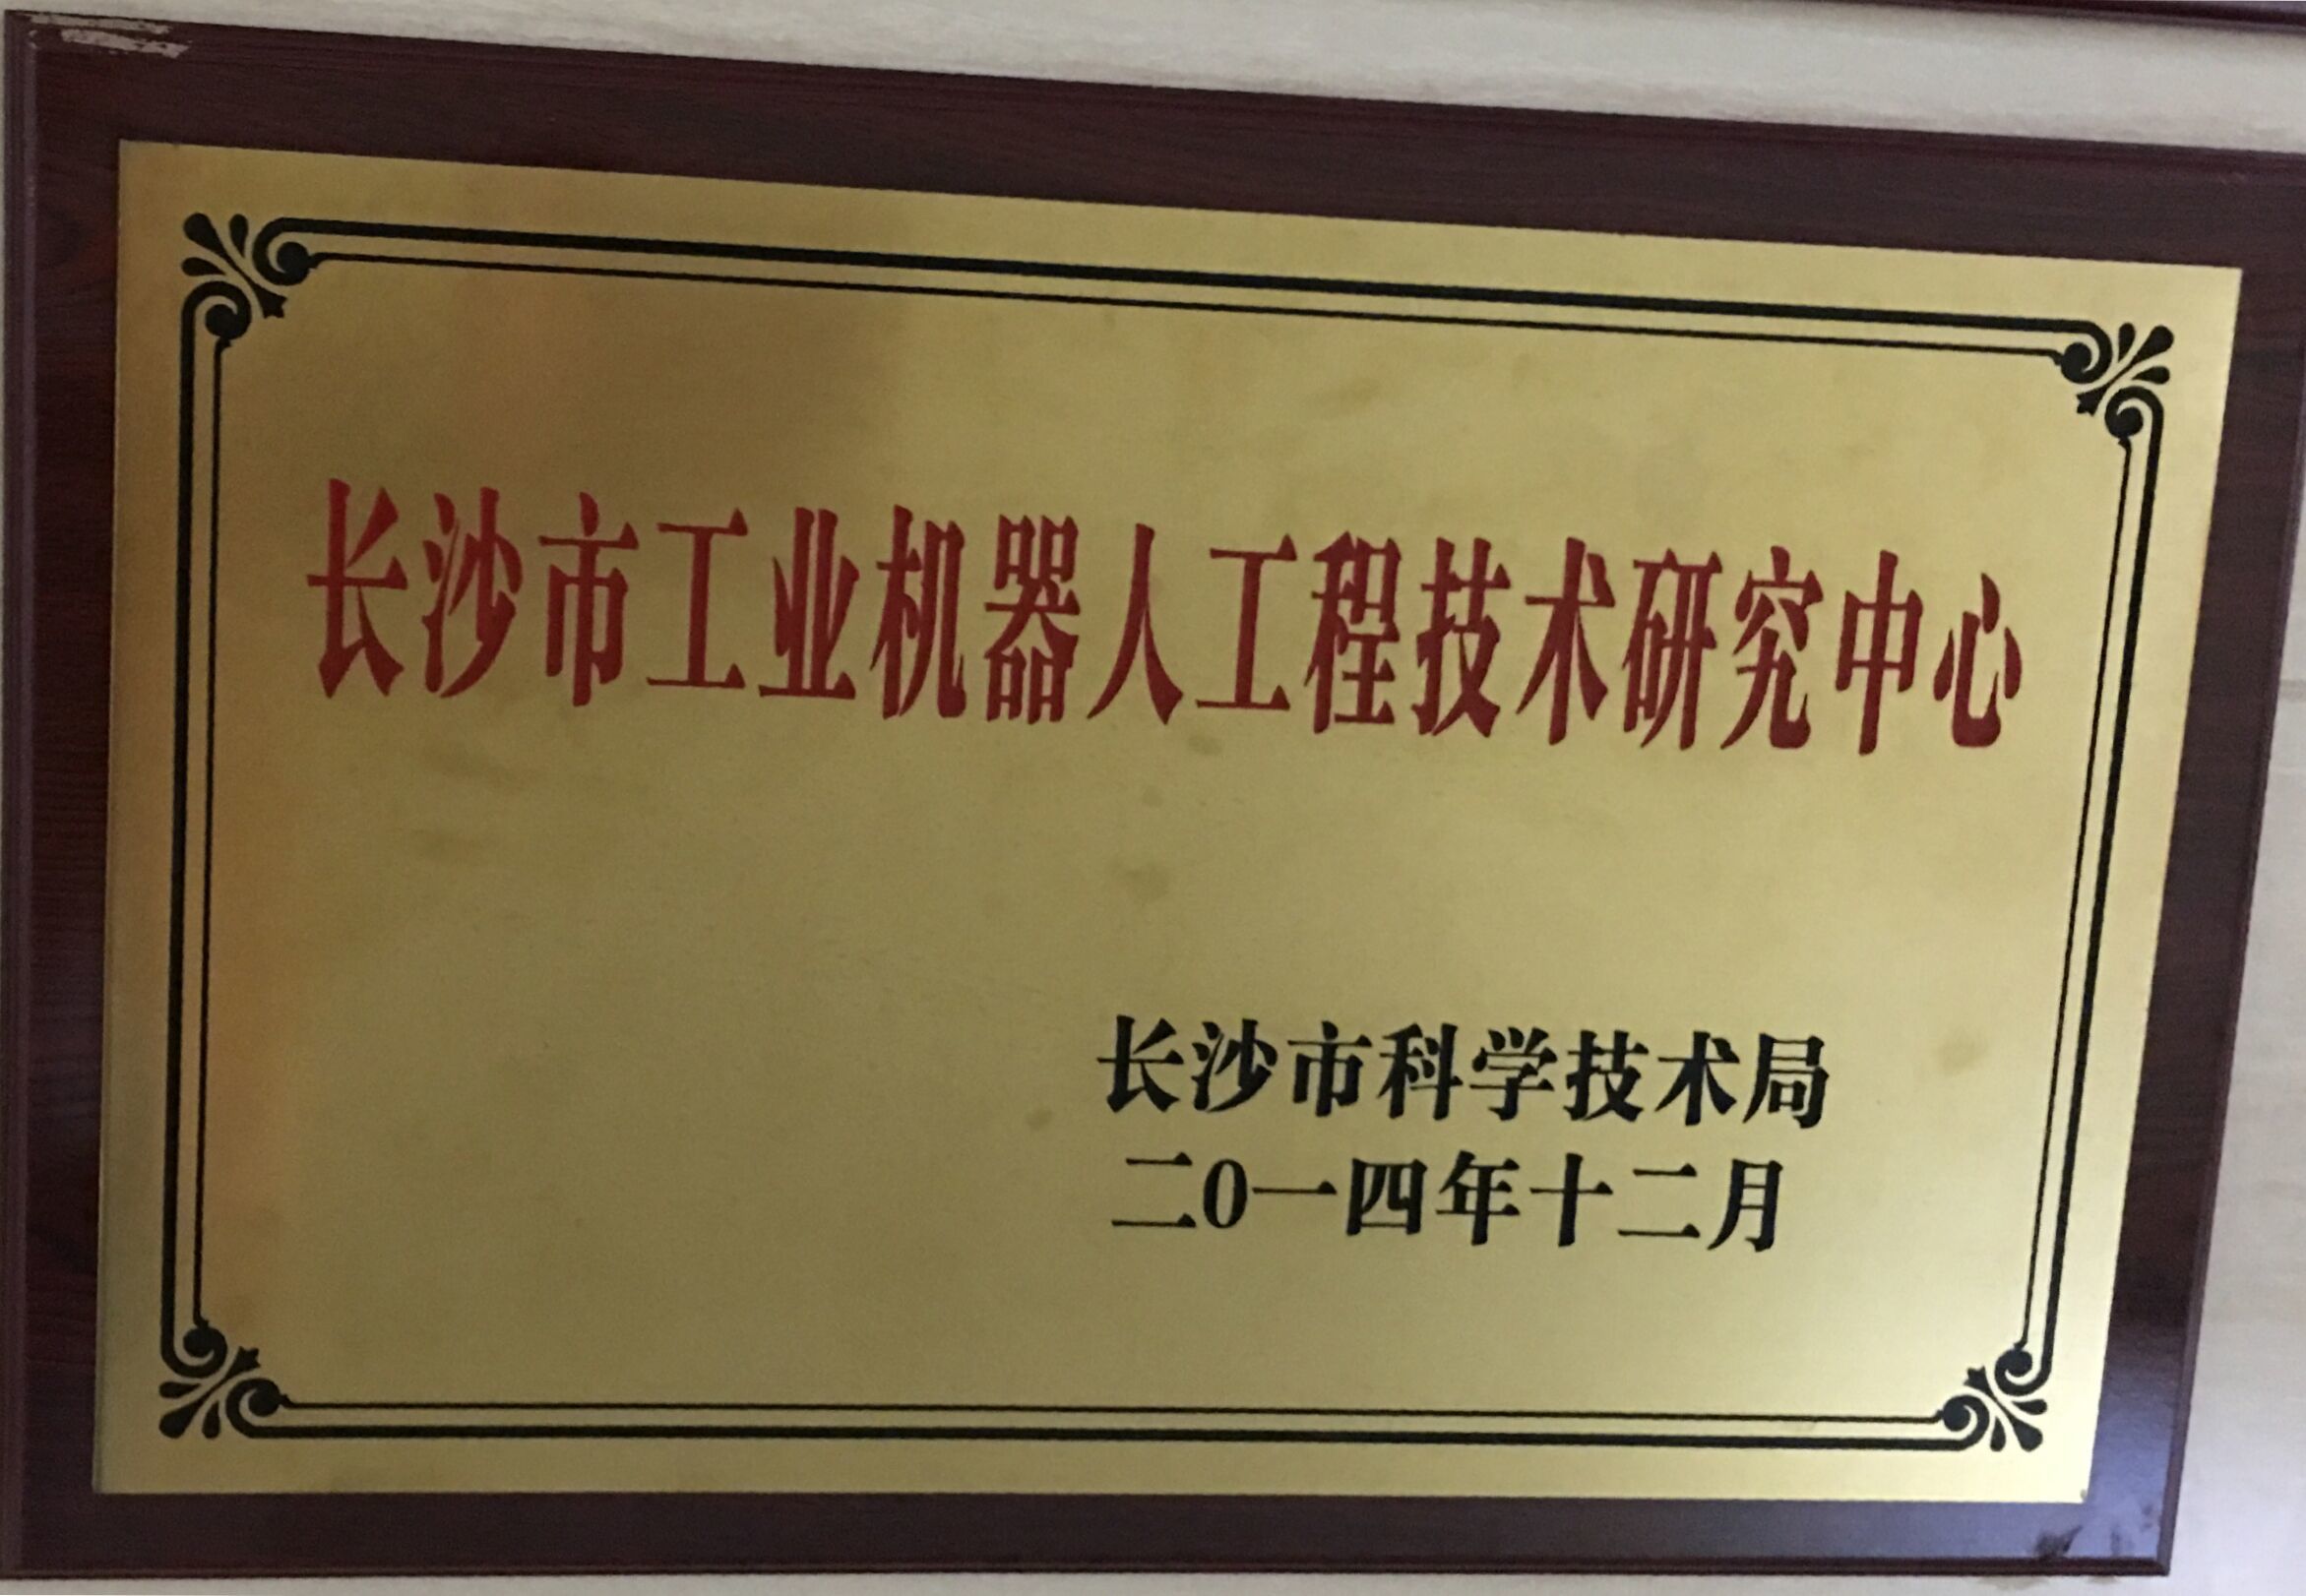 长沙市工业机器人工程技术研究中心
长沙市科学技术局
二0一四年十二月